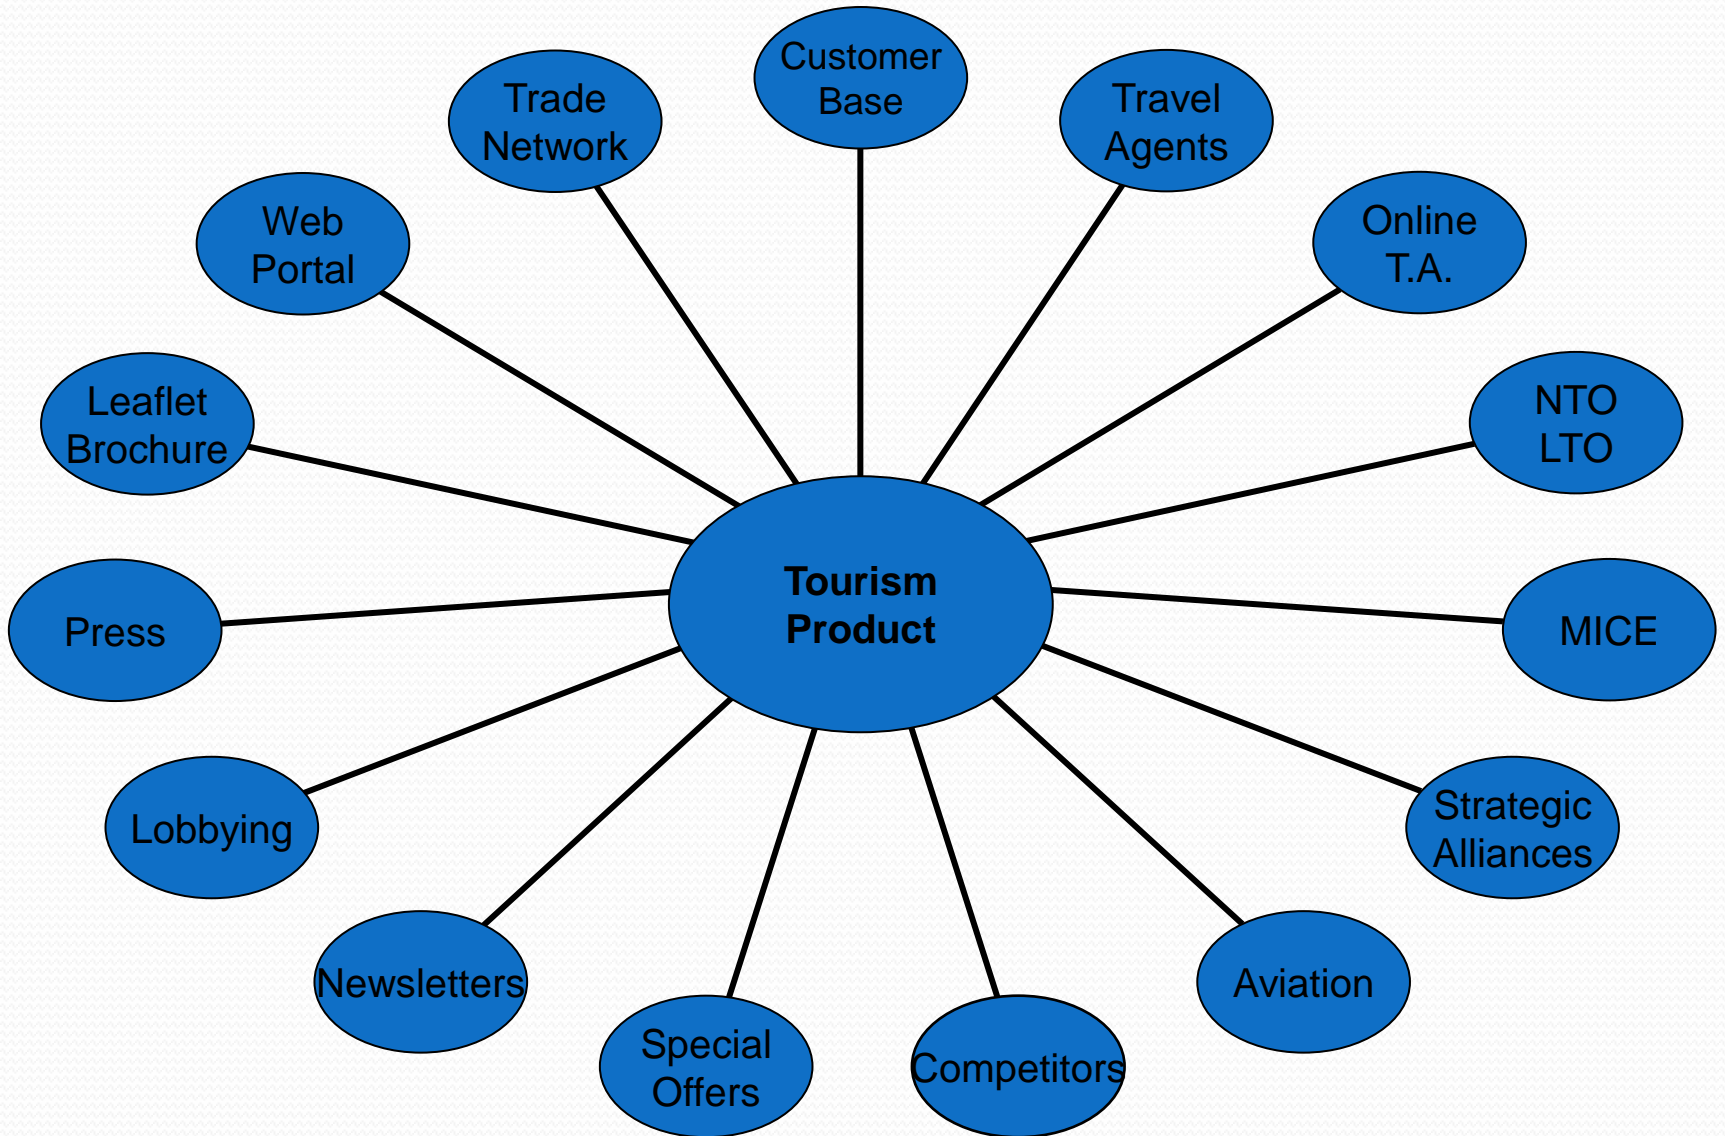 Customer
Base
Trade
Network
Travel
Agents
Web
Portal
Online
T.A.
Leaflet
Brochure
NTO
LTO
Tourism
Product
Press
MICE
Lobbying
Strategic
Alliances
Newsletters
Aviation
Special
Offers
Competitors